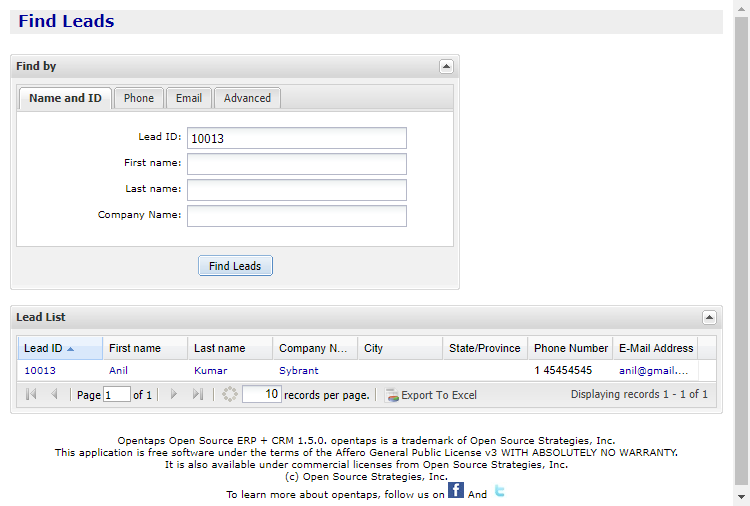 Find Leads
Find by
Name and ID Phone Email Advanced
Lead ID: 10013
First name:
Last name:
Company Name:
Find Leads
Lead List
Lead ID First name Last name Company N... City State/Province Phone Number E-Mail Address
10013 Anil Kumar Sybrant 1 45454545 anil@gmail....
Page 1 of 1 10 records per page. Export To Excel Displaying records 1 - 1 of 1
Opentaps Open Source ERP + CRM 1.5.0. opentaps is a trademark of Open Source Strategies, Inc.
This application is free software under the terms of the Affero General Public License v3 WITH ABSOLUTELY NO WARRANTY.
It is also available under commercial licenses from Open Source Strategies, Inc.
(c) Open Source Strategies, Inc.
To learn more about opentaps, follow us on f And t